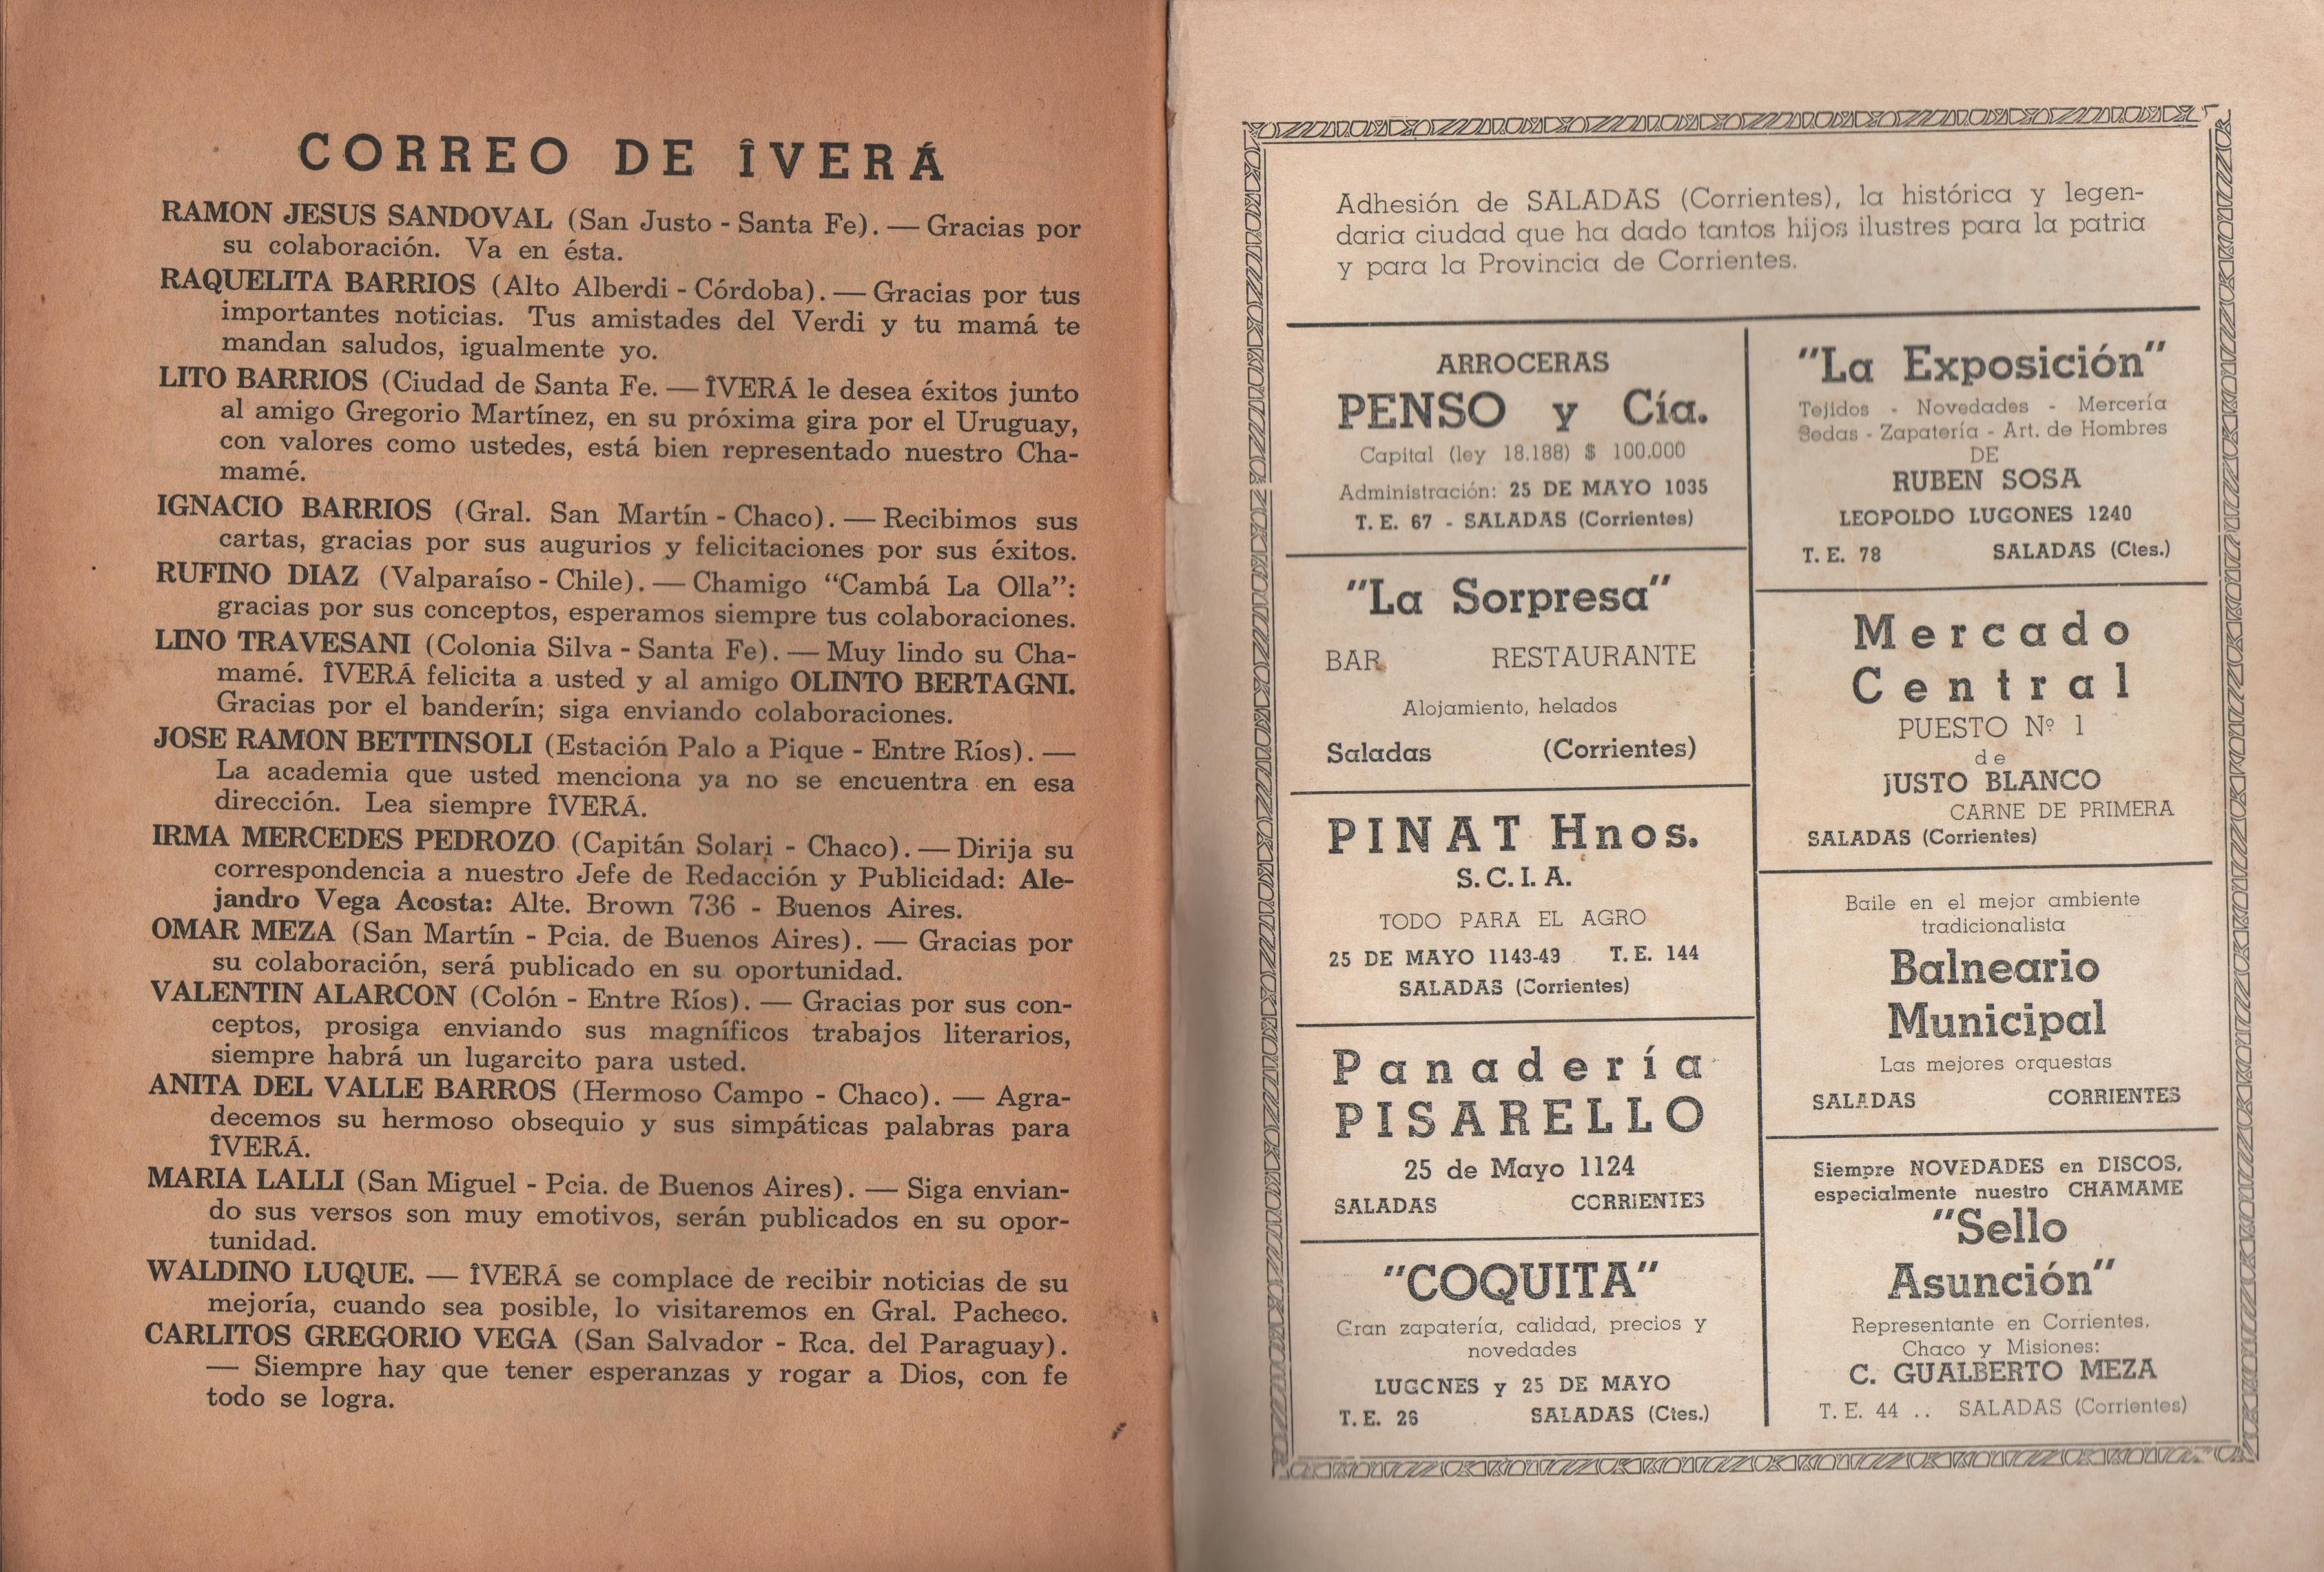 CORREO DE ÎVERÁ
RAMON JESUS SANDOVAL (San Justo - Santa Fe). — Gracias por
su colaboración. Va en ésta.
RAQUELITA BARRIOS (Alto Alberdi - Córdoba). — Gracias por tus
importantes noticias. Tus amistades del Verdi y tu mamá te
mandan saludos, igualmente yo.
LITO BARRIOS (Ciudad de Santa Fe. — ÎVERÁ le desea éxitos junto
al amigo Gregorio Martínez, en su próxima gira por el Uruguay,
con valores como ustedes, está bien representado nuestro Cha-
mamé.
IGNACIO BARRIOS (Gral. San Martín - Chaco). — Recibimos sus
cartas, gracias por sus augurios y felicitaciones por sus éxitos.
RUFINO DIAZ (Valparaíso - Chile). — Chamigo "Cambá La Olla":
gracias por sus conceptos, esperamos siempre tus colaboraciones.
LINO TRAVESANI (Colonia Silva - Santa Fe). — Muy lindo su Cha-
mamé. ÎVERÁ felicita a usted y al amigo OLINTO BERTAGNI.
Gracias por el banderín; siga enviando colaboraciones.
JOSE RAMON BETTINSOLI (Estación Palo a Pique - Entre Ríos). —
La academia que usted menciona ya no se encuentra en esa
dirección. Lea siempre ÎVERÁ.
IRMA MERCEDES PEDROZO (Capitán Solari - Chaco). — Dirija su
correspondencia a nuestro Jefe de Redacción y Publicidad: Ale-
jandro Vega Acosta: Alte. Brown 736 - Buenos Aires.
OMAR MEZA (San Martín - Pcia. de Buenos Aires). — Gracias por
su colaboración, será publicado en su oportunidad.
VALENTIN ALARCON (Colón - Entre Ríos). — Gracias por sus con-
ceptos, prosiga enviando sus magníficos trabajos literarios,
siempre habrá un lugarcito para usted.
ANITA DEL VALLE BARROS (Hermoso Campo - Chaco). — Agra-
decemos su hermoso obsequio y sus simpáticas palabras para
ÎVERÁ.
MARIA LALLI (San Miguel - Pcia. de Buenos Aires). — Siga envian-
do sus versos son muy emotivos, serán publicados en su opor-
tunidad.
WALDINO LUQUE. — ÎVERÁ se complace de recibir noticias de su
mejoría, cuando sea posible, lo visitaremos en Gral. Pacheco.
CARLITOS GREGORIO VEGA (San Salvador - Rca. del Paraguay).
— Siempre hay que tener esperanzas y rogar a Dios, con fe
todo se logra.
Adhesión de SALADAS (Corrientes), la histórica y legen-
daria ciudad que ha dado tantos hijos ilustres para la patria
y para la Provincia de Corrientes.
ARROCERAS
PENSO y Cía.
Capital (ley 18.188) $ 100.000
Administración: 25 DE MAYO 1035
T. E. 67 - SALADAS (Corrientes)
"La Sorpresa"
BAR RESTAURANTE
Alojamiento, helados
Saladas (Corrientes)
PINAT Hnos.
S. C. I. A.
TODO PARA EL AGRO
25 DE MAYO 1143-49 T. E. 144
SALADAS (Corrientes)
Panadería
PISARELLO
25 de Mayo 1124
SALADAS CORRIENTES
"COQUITA"
Gran zapatería, calidad, precios y
novedades
LUGONES y 25 DE MAYO
T. E. 26 SALADAS (Ctes.)
"La Exposición"
Tejidos - Novedades - Mercería
Sedas - Zapatería - Art. de Hombres
DE
RUBEN SOSA
LEOPOLDO LUGONES 1240
T. E. 78 SALADAS (Ctes.)
Mercado
Central
PUESTO Nº 1
de
JUSTO BLANCO
CARNE DE PRIMERA
SALADAS (Corrientes)
Baile en el mejor ambiente
tradicionalista
Balneario
Municipal
Las mejores orquestas
SALADAS CORRIENTES
Siempre NOVEDADES en DISCOS,
especialmente nuestro CHAMAME
"Sello
Asunción"
Representante en Corrientes,
Chaco y Misiones:
C. GUALBERTO MEZA
T. E. 44 .. SALADAS (Corrientes)